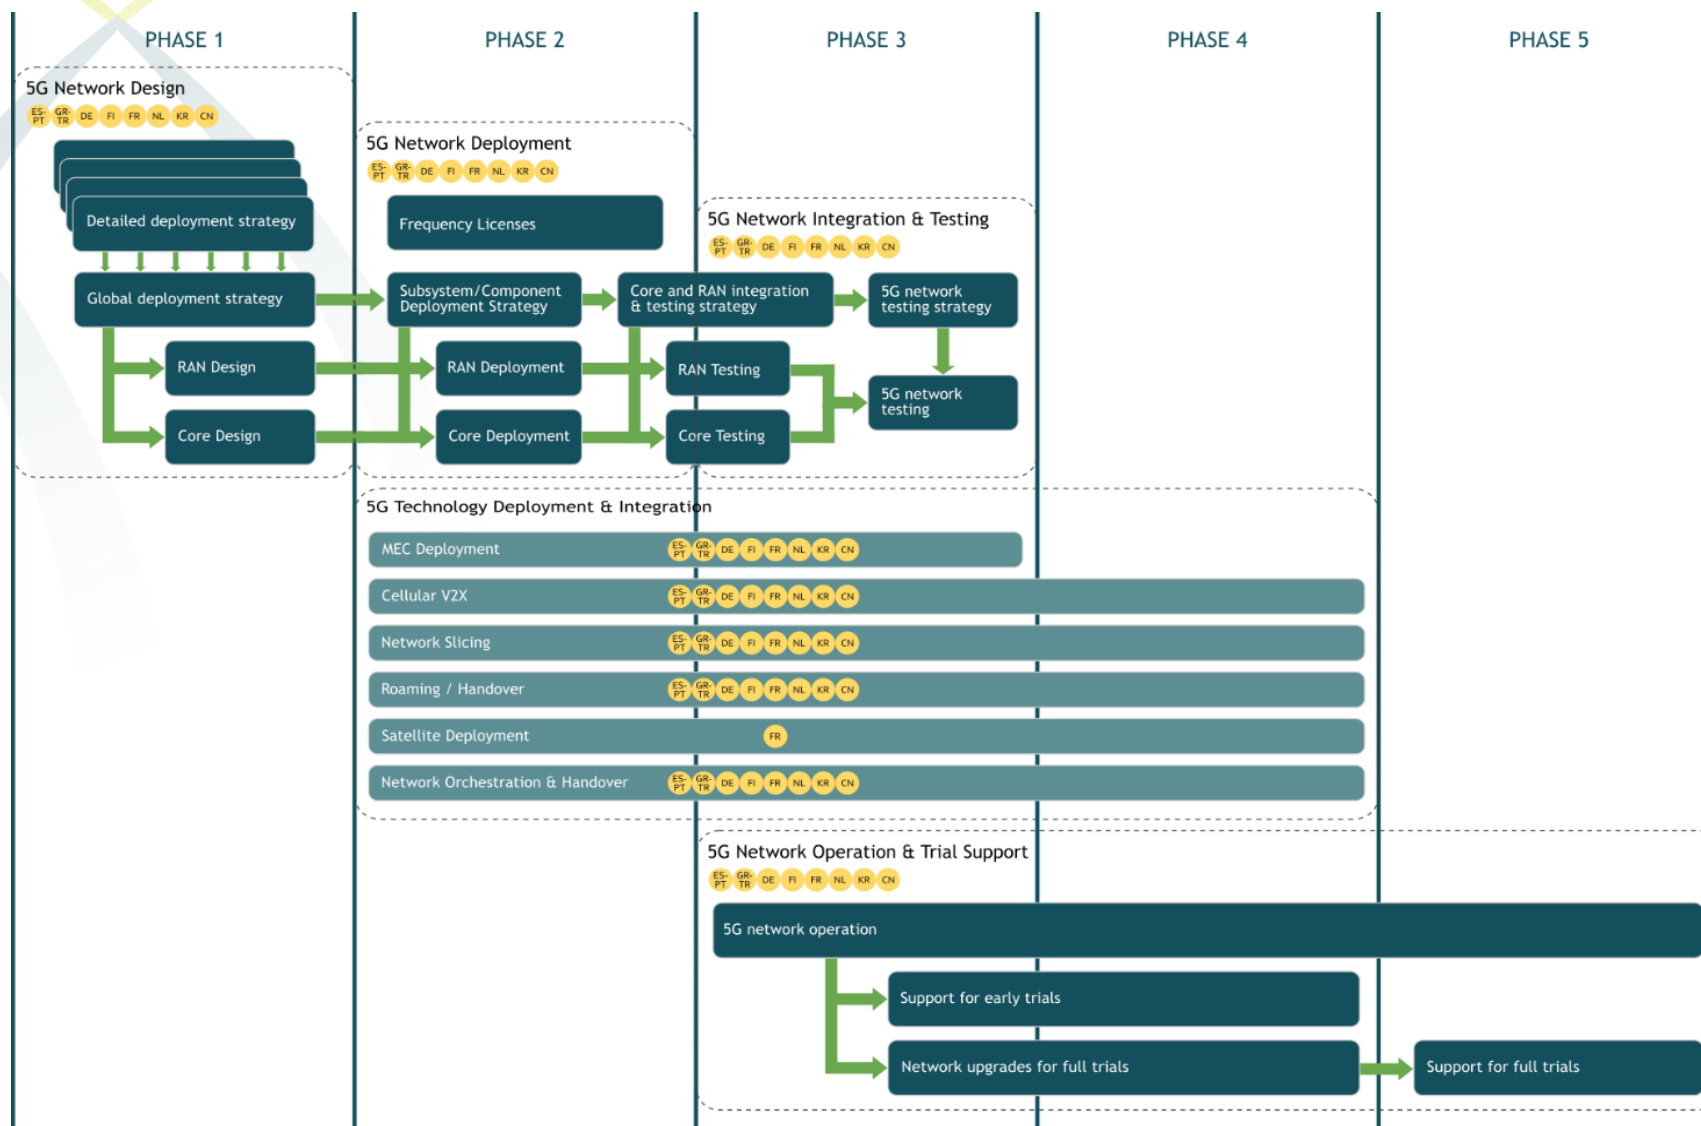 PHASE 1
PHASE 2
PHASE 3
PHASE 4
PHASE 5
5G Network Design
ES-
PT
GR-
TR
DE
FI
FR
NL
KR
CN
Detailed deployment strategy
Global deployment strategy
RAN Design
Core Design
5G Network Deployment
ES-
PT
GR-
TR
DE
FI
FR
NL
KR
CN
Frequency Licenses
Subsystem/Component
Deployment Strategy
RAN Deployment
Core Deployment
5G Network Integration & Testing
ES-
PT
GR-
TR
DE
FI
FR
NL
KR
CN
Core and RAN integration
& testing strategy
RAN Testing
Core Testing
5G network
testing strategy
5G network
testing
5G Technology Deployment & Integration
MEC Deployment
ES-
PT
GR-
TR
DE
FI
FR
NL
KR
CN
Cellular V2X
ES-
PT
GR-
TR
DE
FI
FR
NL
KR
CN
Network Slicing
ES-
PT
GR-
TR
DE
FI
FR
NL
KR
CN
Roaming / Handover
ES-
PT
GR-
TR
DE
FI
FR
NL
KR
CN
Satellite Deployment
FR
Network Orchestration & Handover
ES-
PT
GR-
TR
DE
FI
FR
NL
KR
CN
5G Network Operation & Trial Support
ES-
PT
GR-
TR
DE
FI
FR
NL
KR
CN
5G network operation
Support for early trials
Network upgrades for full trials
Support for full trials